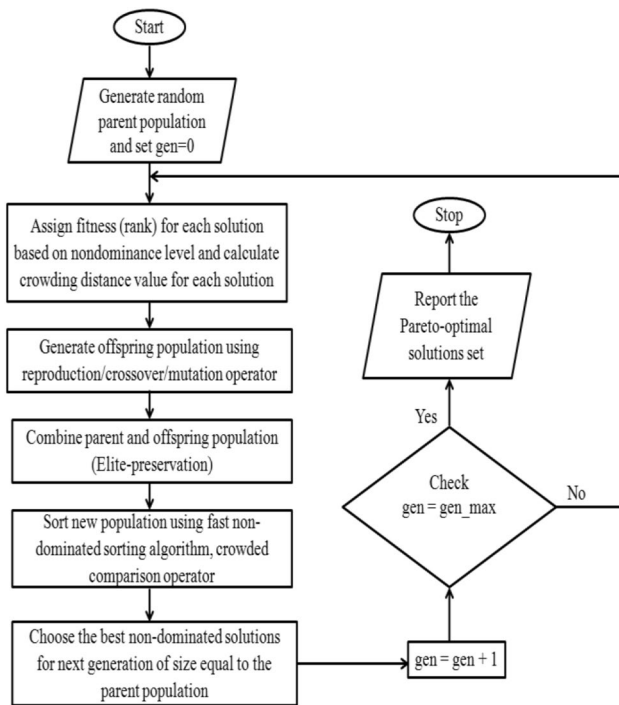 Start
Generate random
parent population
and set gen=0
Assign fitness (rank) for each solution
based on nondominance level and calculate
crowding distance value for each solution
Generate offspring population using
reproduction/crossover/mutation operator
Combine parent and offspring population
(Elite-preservation)
Sort new population using fast non-
dominated sorting algorithm, crowded
comparison operator
Choose the best non-dominated solutions
for next generation of size equal to the
parent population
gen = gen + 1
Check
gen = gen_max
No
Yes
Report the
Pareto-optimal
solutions set
Stop